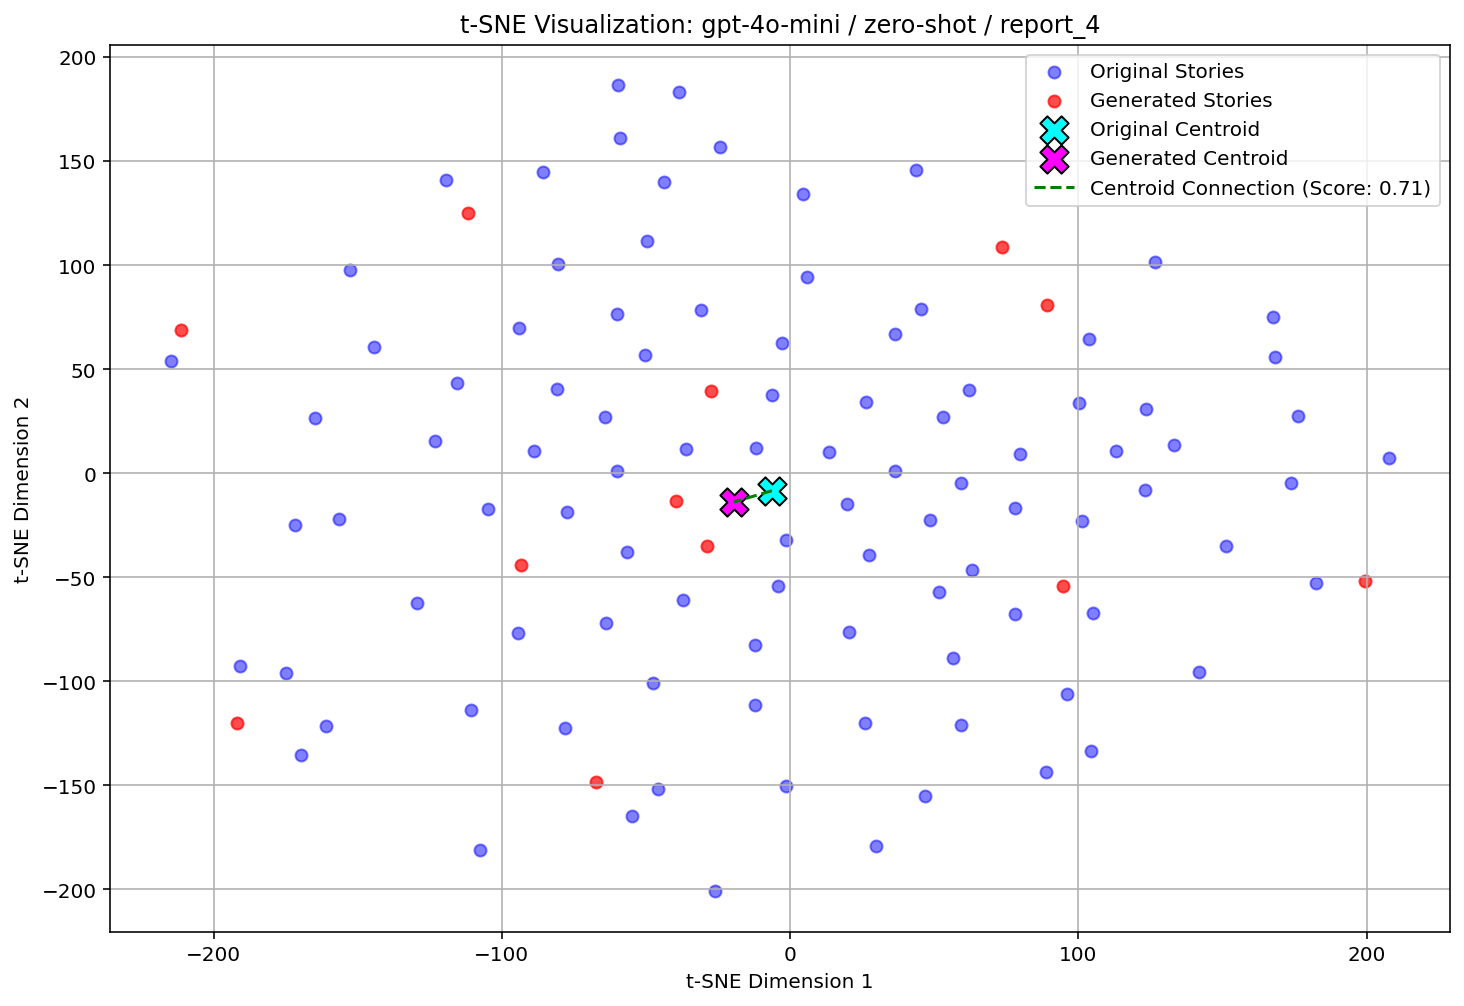 t-SNE Visualization: gpt-4o-mini / zero-shot / report_4
Original Stories
Generated Stories
Original Centroid
Generated Centroid
Centroid Connection (Score: 0.71)
t-SNE Dimension 2
200
150
100
50
0
−50
−100
−150
−200
−200
−100
0
100
200
t-SNE Dimension 1